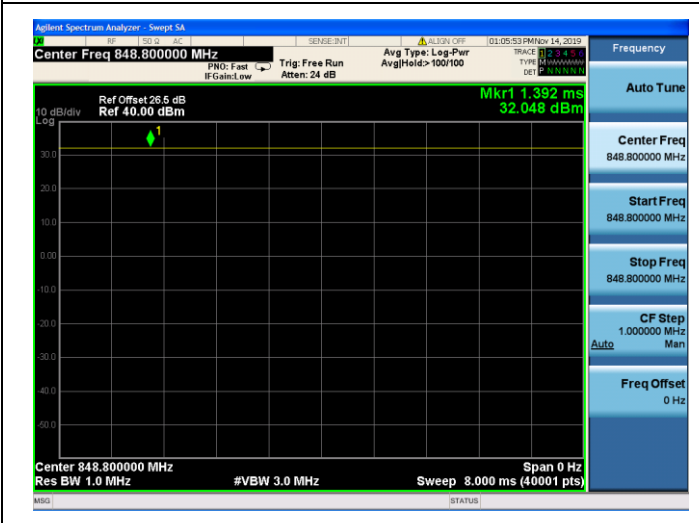 Agilent Spectrum Analyzer - Swept SA
RF 50 Ω AC SENSE:INT ALIGN OFF 01:05:53 PM Nov 14, 2019
Center Freq 848.800000 MHz
PNO: Fast
IFGain:Low
Trig: Free Run
Atten: 24 dB
Avg Type: Log-Pwr
Avg|Hold:>100/100
TRACE 1 2 3 4 5 6
TYPE M
DET P N N N N N
Mkr1 1.392 ms
32.048 dBm
Ref Offset 26.5 dB
Ref 40.00 dBm
10 dB/div
Log
1
30.0
20.0
10.0
0.00
-10.0
-20.0
-30.0
-40.0
-50.0
Center 848.800000 MHz
Span 0 Hz
Res BW 1.0 MHz
#VBW 3.0 MHz
Sweep 8.000 ms (40001 pts)
MSG
STATUS
Frequency
Auto Tune
Center Freq
848.800000 MHz
Start Freq
848.800000 MHz
Stop Freq
848.800000 MHz
CF Step
1.000000 MHz
Auto Man
Freq Offset
0 Hz